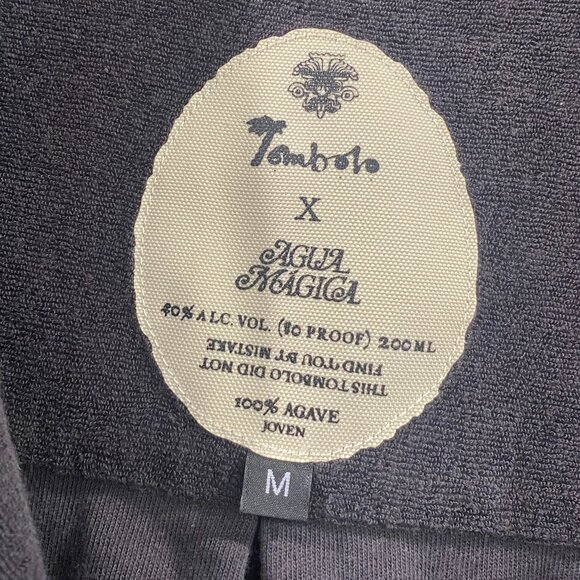 Tombolo
X
AGUA
MÁGICA
40% ALC. VOL. (80 PROOF) 200ML
THIS TOMBOLO DID NOT
FIND YOU BY MISTAKE
100% AGAVE
JOVEN
M